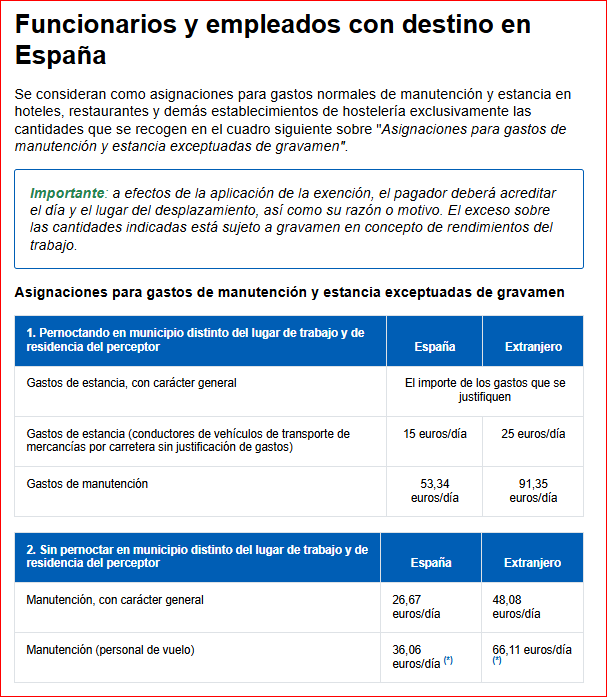 Funcionarios y empleados con destino en
España
Se consideran como asignaciones para gastos normales de manutención y estancia en
hoteles, restaurantes y demás establecimientos de hostelería exclusivamente las
cantidades que se recogen en el cuadro siguiente sobre "Asignaciones para gastos de
manutención y estancia exceptuadas de gravamen".
Importante: a efectos de la aplicación de la exención, el pagador deberá acreditar
el día y el lugar del desplazamiento, así como su razón o motivo. El exceso sobre
las cantidades indicadas está sujeto a gravamen en concepto de rendimientos del
trabajo.
Asignaciones para gastos de manutención y estancia exceptuadas de gravamen
1. Pernoctando en municipio distinto del lugar de trabajo y de
residencia del perceptor
España
Extranjero
Gastos de estancia, con carácter general
El importe de los gastos que se
justifiquen
Gastos de estancia (conductores de vehículos de transporte de
mercancías por carretera sin justificación de gastos)
15 euros/día
25 euros/día
Gastos de manutención
53,34
euros/día
91,35
euros/día
2. Sin pernoctar en municipio distinto del lugar de trabajo y de
residencia del perceptor
España
Extranjero
Manutención, con carácter general
26,67
euros/día
48,08
euros/día
Manutención (personal de vuelo)
36,06
euros/día (*)
66,11 euros/día
(*)